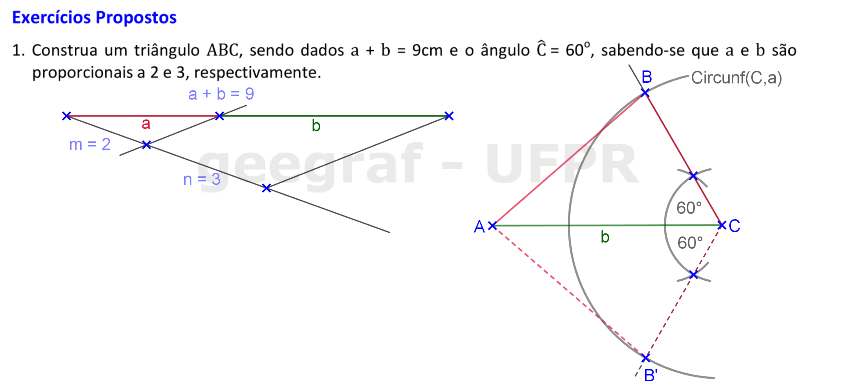 Exercícios Propostos
1. Construa um triângulo ABC, sendo dados a + b = 9cm e o ângulo Ĉ = 60°, sabendo-se que a e b são
proporcionais a 2 e 3, respectivamente.
a + b = 9
a
b
m = 2
n = 3
geegraf - UFPR
B
Circunf(C,a)
60°
A
C
b
60°
B'